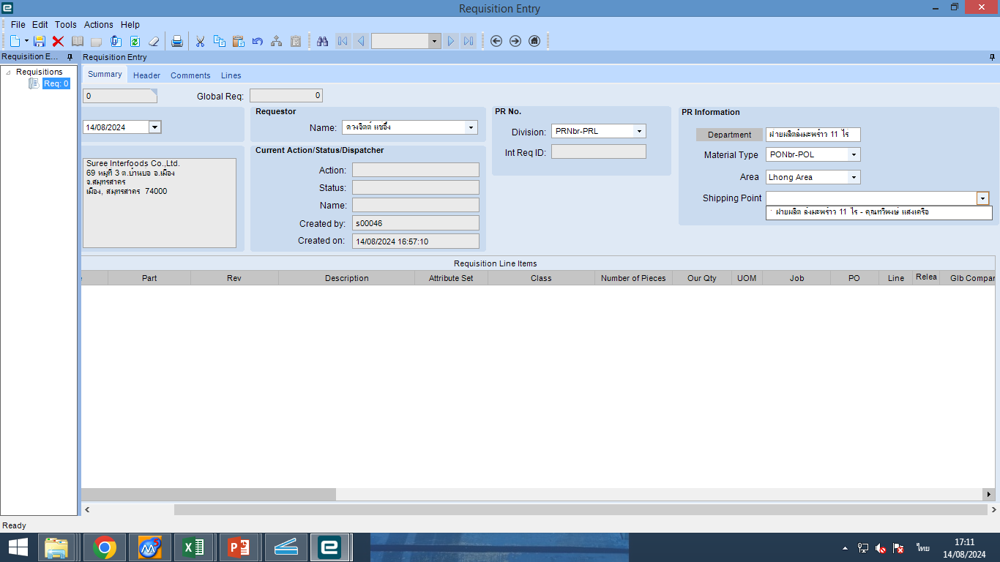 Requisition Entry
File Edit Tools Actions Help
Requisition E...
Requisition Entry
Requisitions
Req: 0
Summary Header Comments Lines
0 Global Req: 0
14/08/2024
Suree Interfoods Co.,Ltd.
69 หมู่ที่ 3 ต.บ้านบ่อ อ.เมือง
จ.สมุทรสาคร
เมือง, สมุทรสาคร 74000
Requestor
Name: ดวงจิตต์ แซ่อึ้ง
Current Action/Status/Dispatcher
Action:
Status:
Name:
Created by: s00046
Created on: 14/08/2024 16:57:10
PR No.
Division: PRNbr-PRL
Int Req ID:
PR Information
Department ฝ่ายผลิตล้งมะพร้าว 11 ไร่
Material Type PONbr-POL
Area Lhong Area
Shipping Point
ฝ่ายผลิต ล้งมะพร้าว 11 ไร่ - คุณทวีพงษ์ แสงเครือ
Requisition Line Items
Part Rev Description Attribute Set Class Number of Pieces Our Qty UOM Job PO Line Relea Glb Compar
Ready
ไทย
17:11
14/08/2024